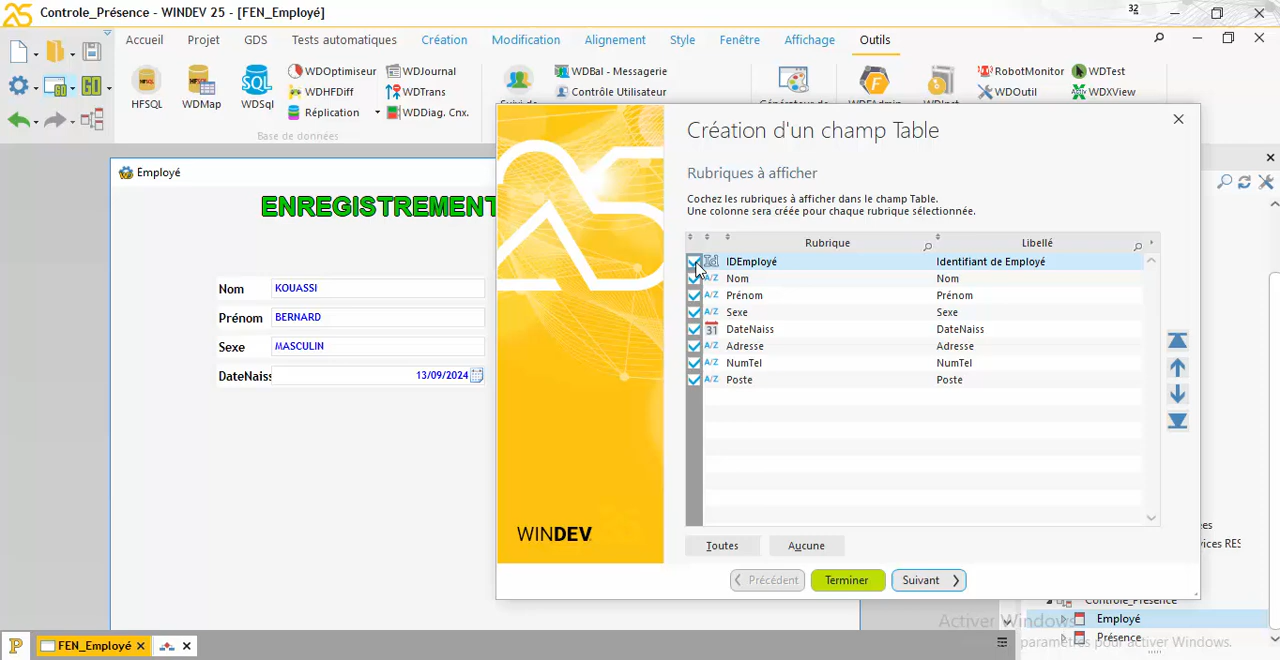 Controle_Présence - WINDEV 25 - [FEN_Employé]
32
Accueil Projet GDS Tests automatiques Création Modification Alignement Style Fenêtre Affichage Outils
HFSQL
WDMap
WDSql
WDOptimiseur
WDHFDiff
Réplication
WDJournal
WDTrans
WDDiag. Cnx.
Base de données
WDBal - Messagerie
Contrôle Utilisateur
RobotMonitor
WDOutil
WDTest
WDXView
Employé
ENREGISTREMENT
Nom KOUASSI
Prénom BERNARD
Sexe MASCULIN
DateNaiss 13/09/2024
Création d'un champ Table
Rubriques à afficher
Cochez les rubriques à afficher dans le champ Table.
Une colonne sera créée pour chaque rubrique sélectionnée.
Rubrique Libellé
IDEmployé Identifiant de Employé
Nom Nom
Prénom Prénom
Sexe Sexe
31 DateNaiss DateNaiss
Adresse Adresse
NumTel NumTel
Poste Poste
WINDEV
Toutes Aucune
Précédent Terminer Suivant
Employé
Présence
Activer Windows
paramètres pour activer Windows.
FEN_Employé